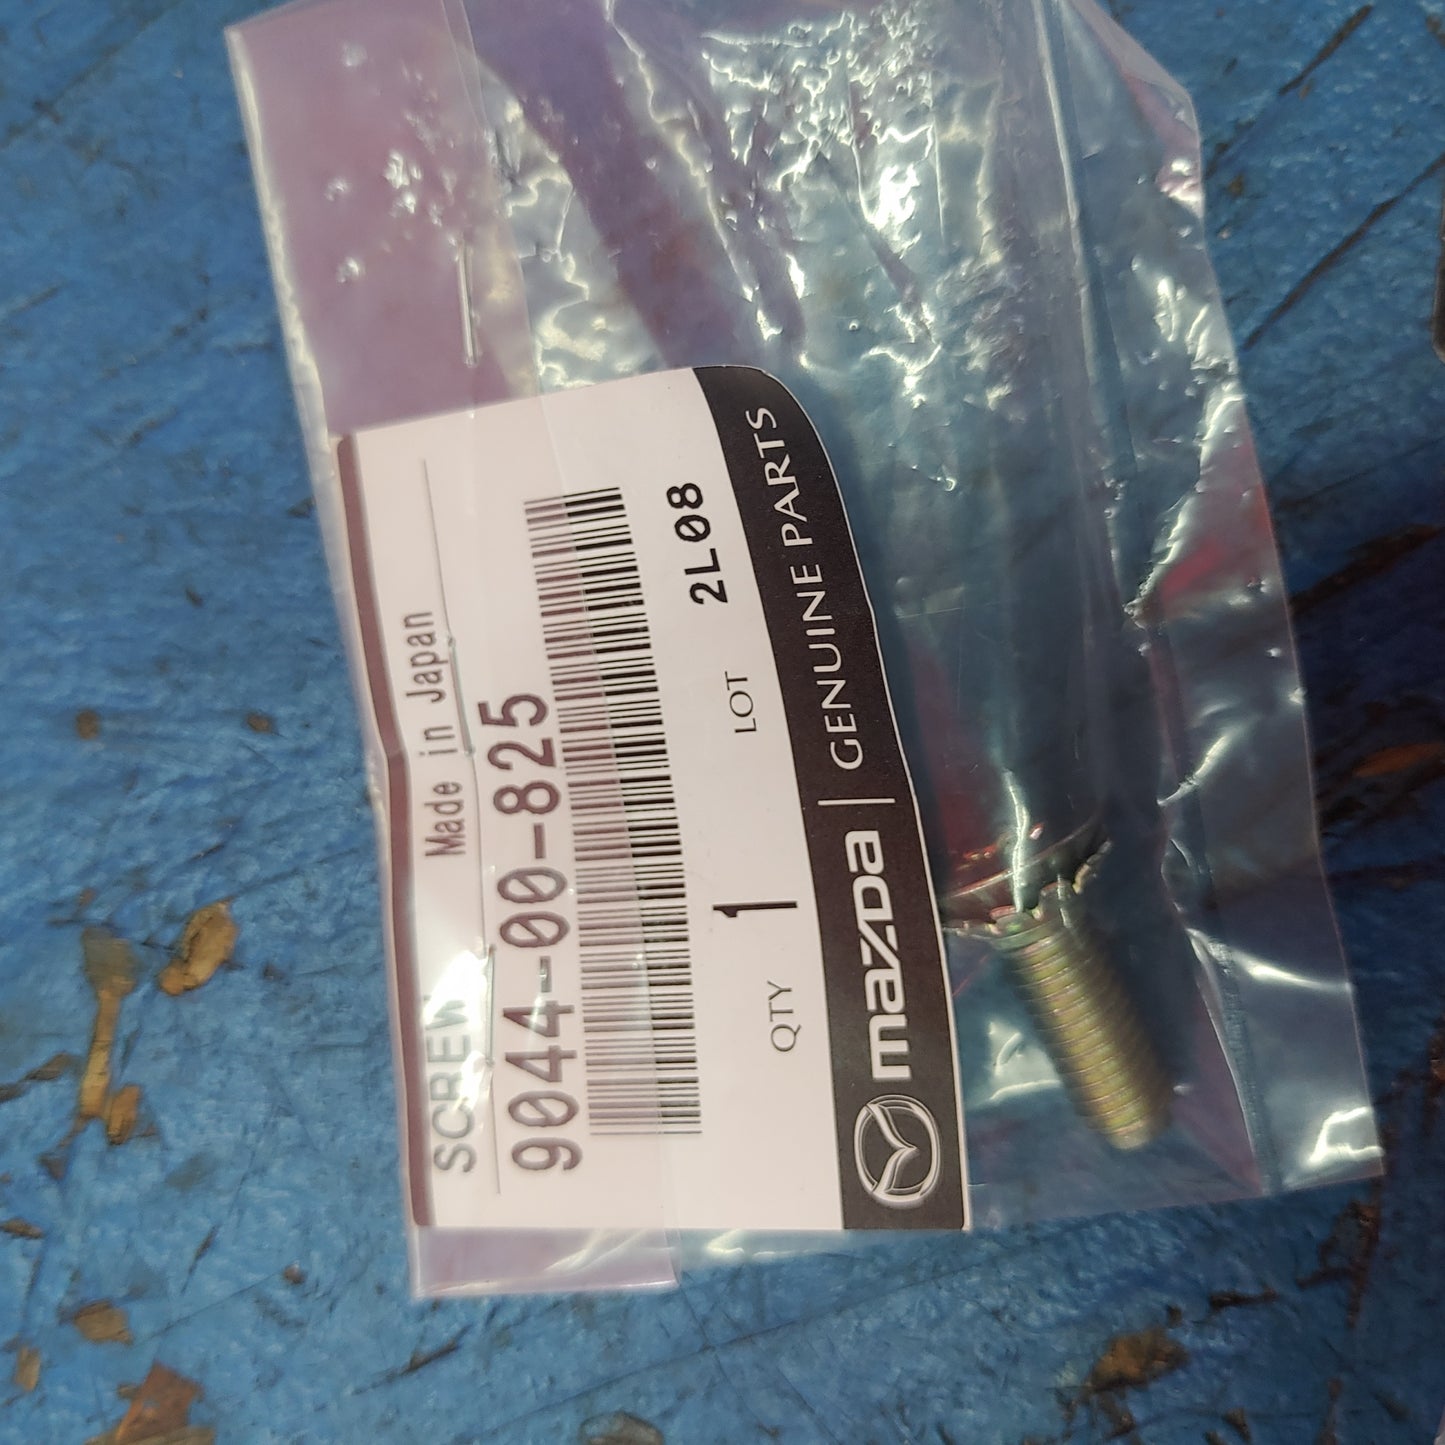 Made in Japan
SCREW
9044-00-825
QTY 1 LOT 2L08
mazda | GENUINE PARTS